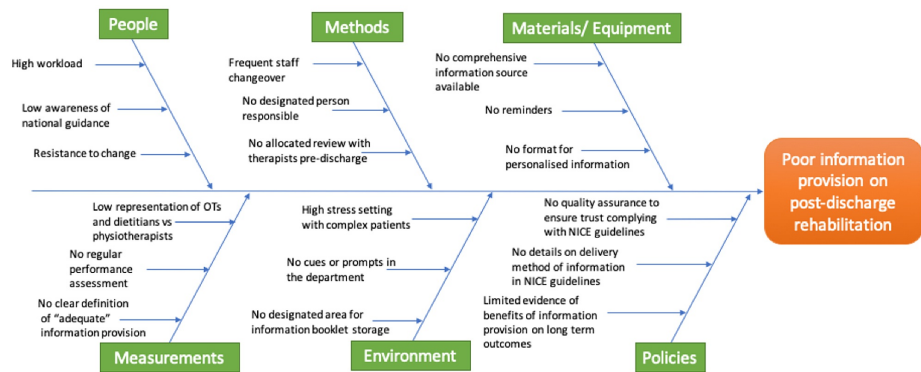 People
Methods
Materials/ Equipment
High workload
Low awareness of
national guidance
Resistance to change
Frequent staff
changeover
No designated person
responsible
No allocated review with
therapists pre-discharge
No comprehensive
information source
available
No reminders
No format for
personalised information
Poor information
provision on
post-discharge
rehabilitation
Low representation of OTs
and dietitians vs
physiotherapists
No regular
performance
assessment
No clear definition
of “adequate”
information provision
High stress setting
with complex patients
No cues or prompts in
the department
No designated area for
information booklet storage
No quality assurance to
ensure trust complying
with NICE guidelines
No details on delivery
method of information
in NICE guidelines
Limited evidence of
benefits of information
provision on long term
outcomes
Measurements
Environment
Policies